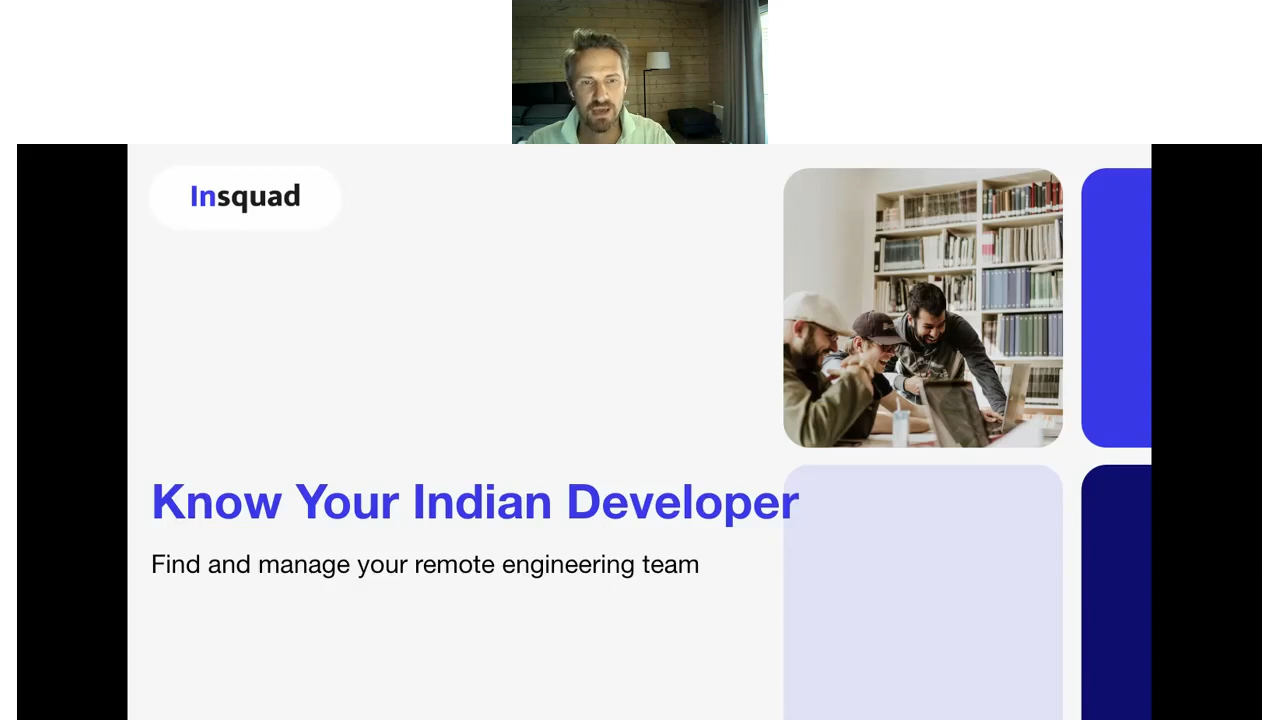 Insquad
Know Your Indian Developer
Find and manage your remote engineering team